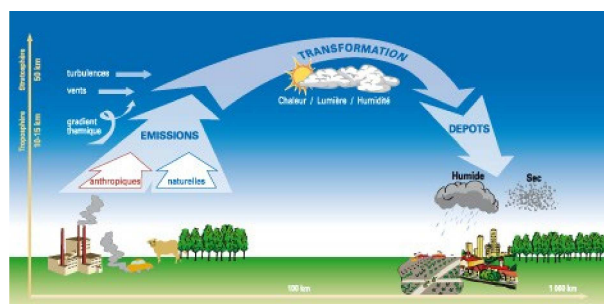 Stratosphère
50 km
Troposphère
10-15 km
turbulences
vents
gradient
thermique
EMISSIONS
anthropiques
naturelles
TRANSFORMATION
Chaleur / Lumière / Humidité
DEPOTS
Humide
Sec
100 km
1 000 km